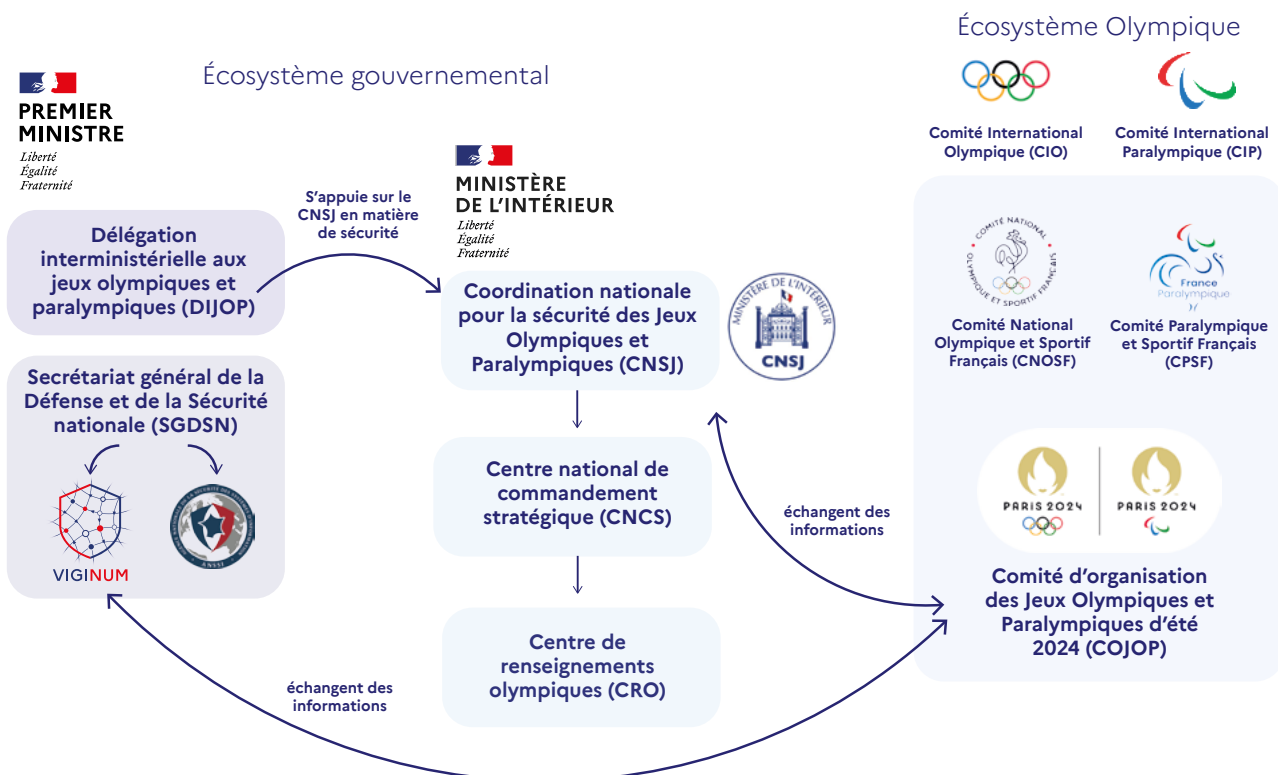 Écosystème gouvernemental
Écosystème Olympique
PREMIER
MINISTRE
Liberté
Égalité
Fraternité
Délégation
interministérielle aux
jeux olympiques et
paralympiques (DIJOP)
Secrétariat général de la
Défense et de la Sécurité
nationale (SGDSN)
VIGINUM
ANSSI
S'appuie sur le
CNSJ en matière
de sécurité
MINISTÈRE
DE L'INTÉRIEUR
Liberté
Égalité
Fraternité
Coordination nationale
pour la sécurité des Jeux
Olympiques et
Paralympiques (CNSJ)
MINISTÈRE DE L'INTÉRIEUR
CNSJ
Centre national de
commandement
stratégique (CNCS)
Centre de
renseignements
olympiques (CRO)
échangent des
informations
échangent des
informations
Comité International
Olympique (CIO)
Comité International
Paralympique (CIP)
COMITÉ NATIONAL
OLYMPIQUE ET SPORTIF FRANÇAIS
Comité National
Olympique et Sportif
Français (CNOSF)
France
Paralympique
Comité Paralympique
et Sportif Français
(CPSF)
PARIS 2024
PARIS 2024
Comité d'organisation
des Jeux Olympiques et
Paralympiques d'été
2024 (COJOP)